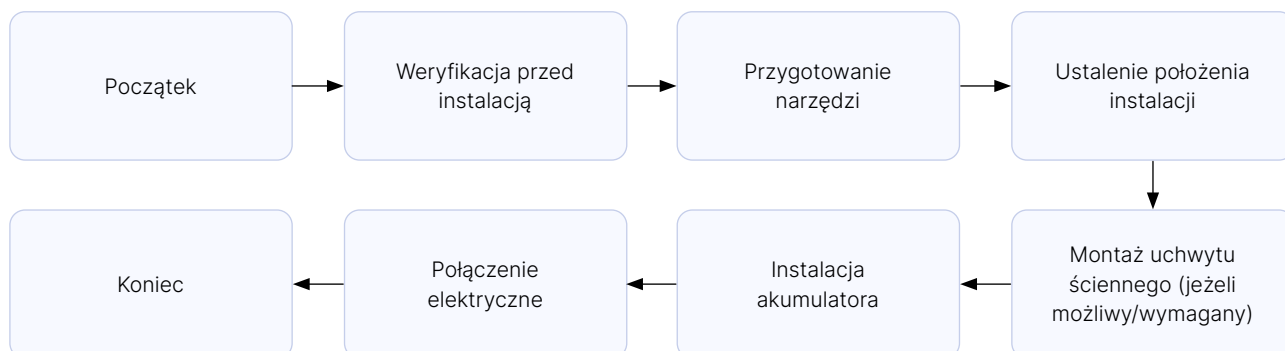 Początek
Weryfikacja przed
instalacją
Przygotowanie
narzędzi
Ustalenie położenia
instalacji
Montaż uchwytu
ściennego (jeżeli
możliwy/wymagany)
Instalacja
akumulatora
Połączenie
elektryczne
Koniec